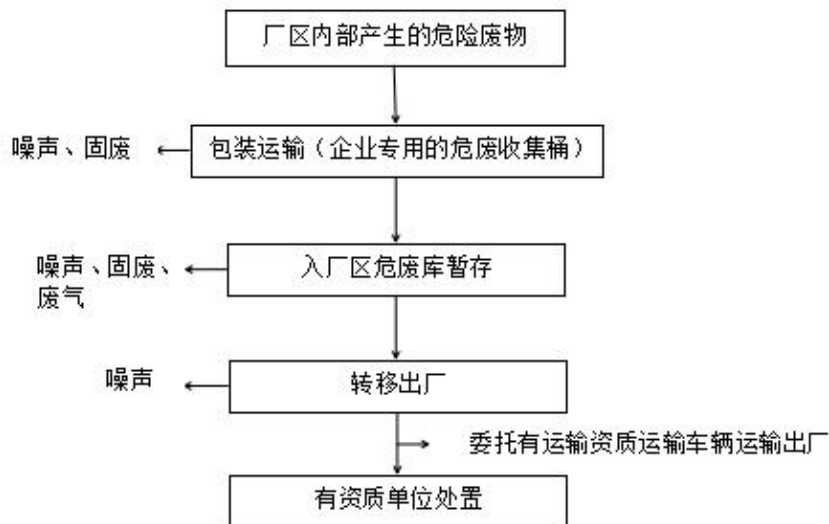 厂区内部产生的危险废物
噪声、固废
包装运输（企业专用的危废收集桶）
噪声、固废、
废气
入厂区危废库暂存
噪声
转移出厂
委托有运输资质运输车辆运输出厂
有资质单位处置